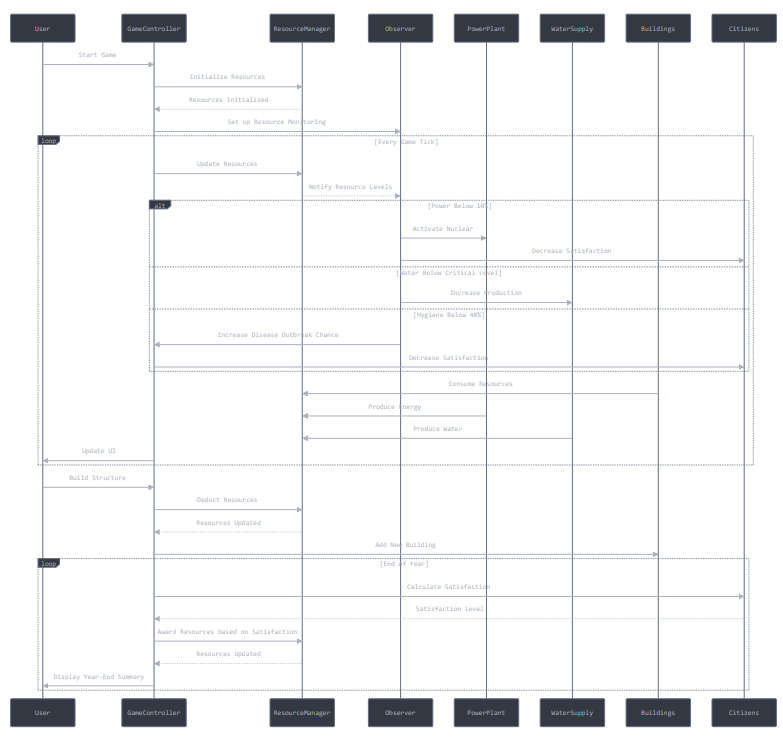 User GameController ResourceManager Observer PowerPlant WaterSupply Buildings Citizens
Start Game
Initialize Resources
Resources Initialized
Set up Resource Monitoring
loop [Every Game Tick]
Update Resources
Notify Resource Levels
alt [Power Below 10%]
Activate Nuclear
Decrease Satisfaction
[Water Below Critical Level]
Increase Production
[Hygiene Below 40%]
Increase Disease Outbreak Chance
Decrease Satisfaction
Consume Resources
Produce Energy
Produce Water
Update UI
Build Structure
Deduct Resources
Resources Updated
Add New Building
loop [End of Year]
Calculate Satisfaction
Satisfaction Level
Award Resources based on Satisfaction
Resources Updated
Display Year-End Summary
User GameController ResourceManager Observer PowerPlant WaterSupply Buildings Citizens